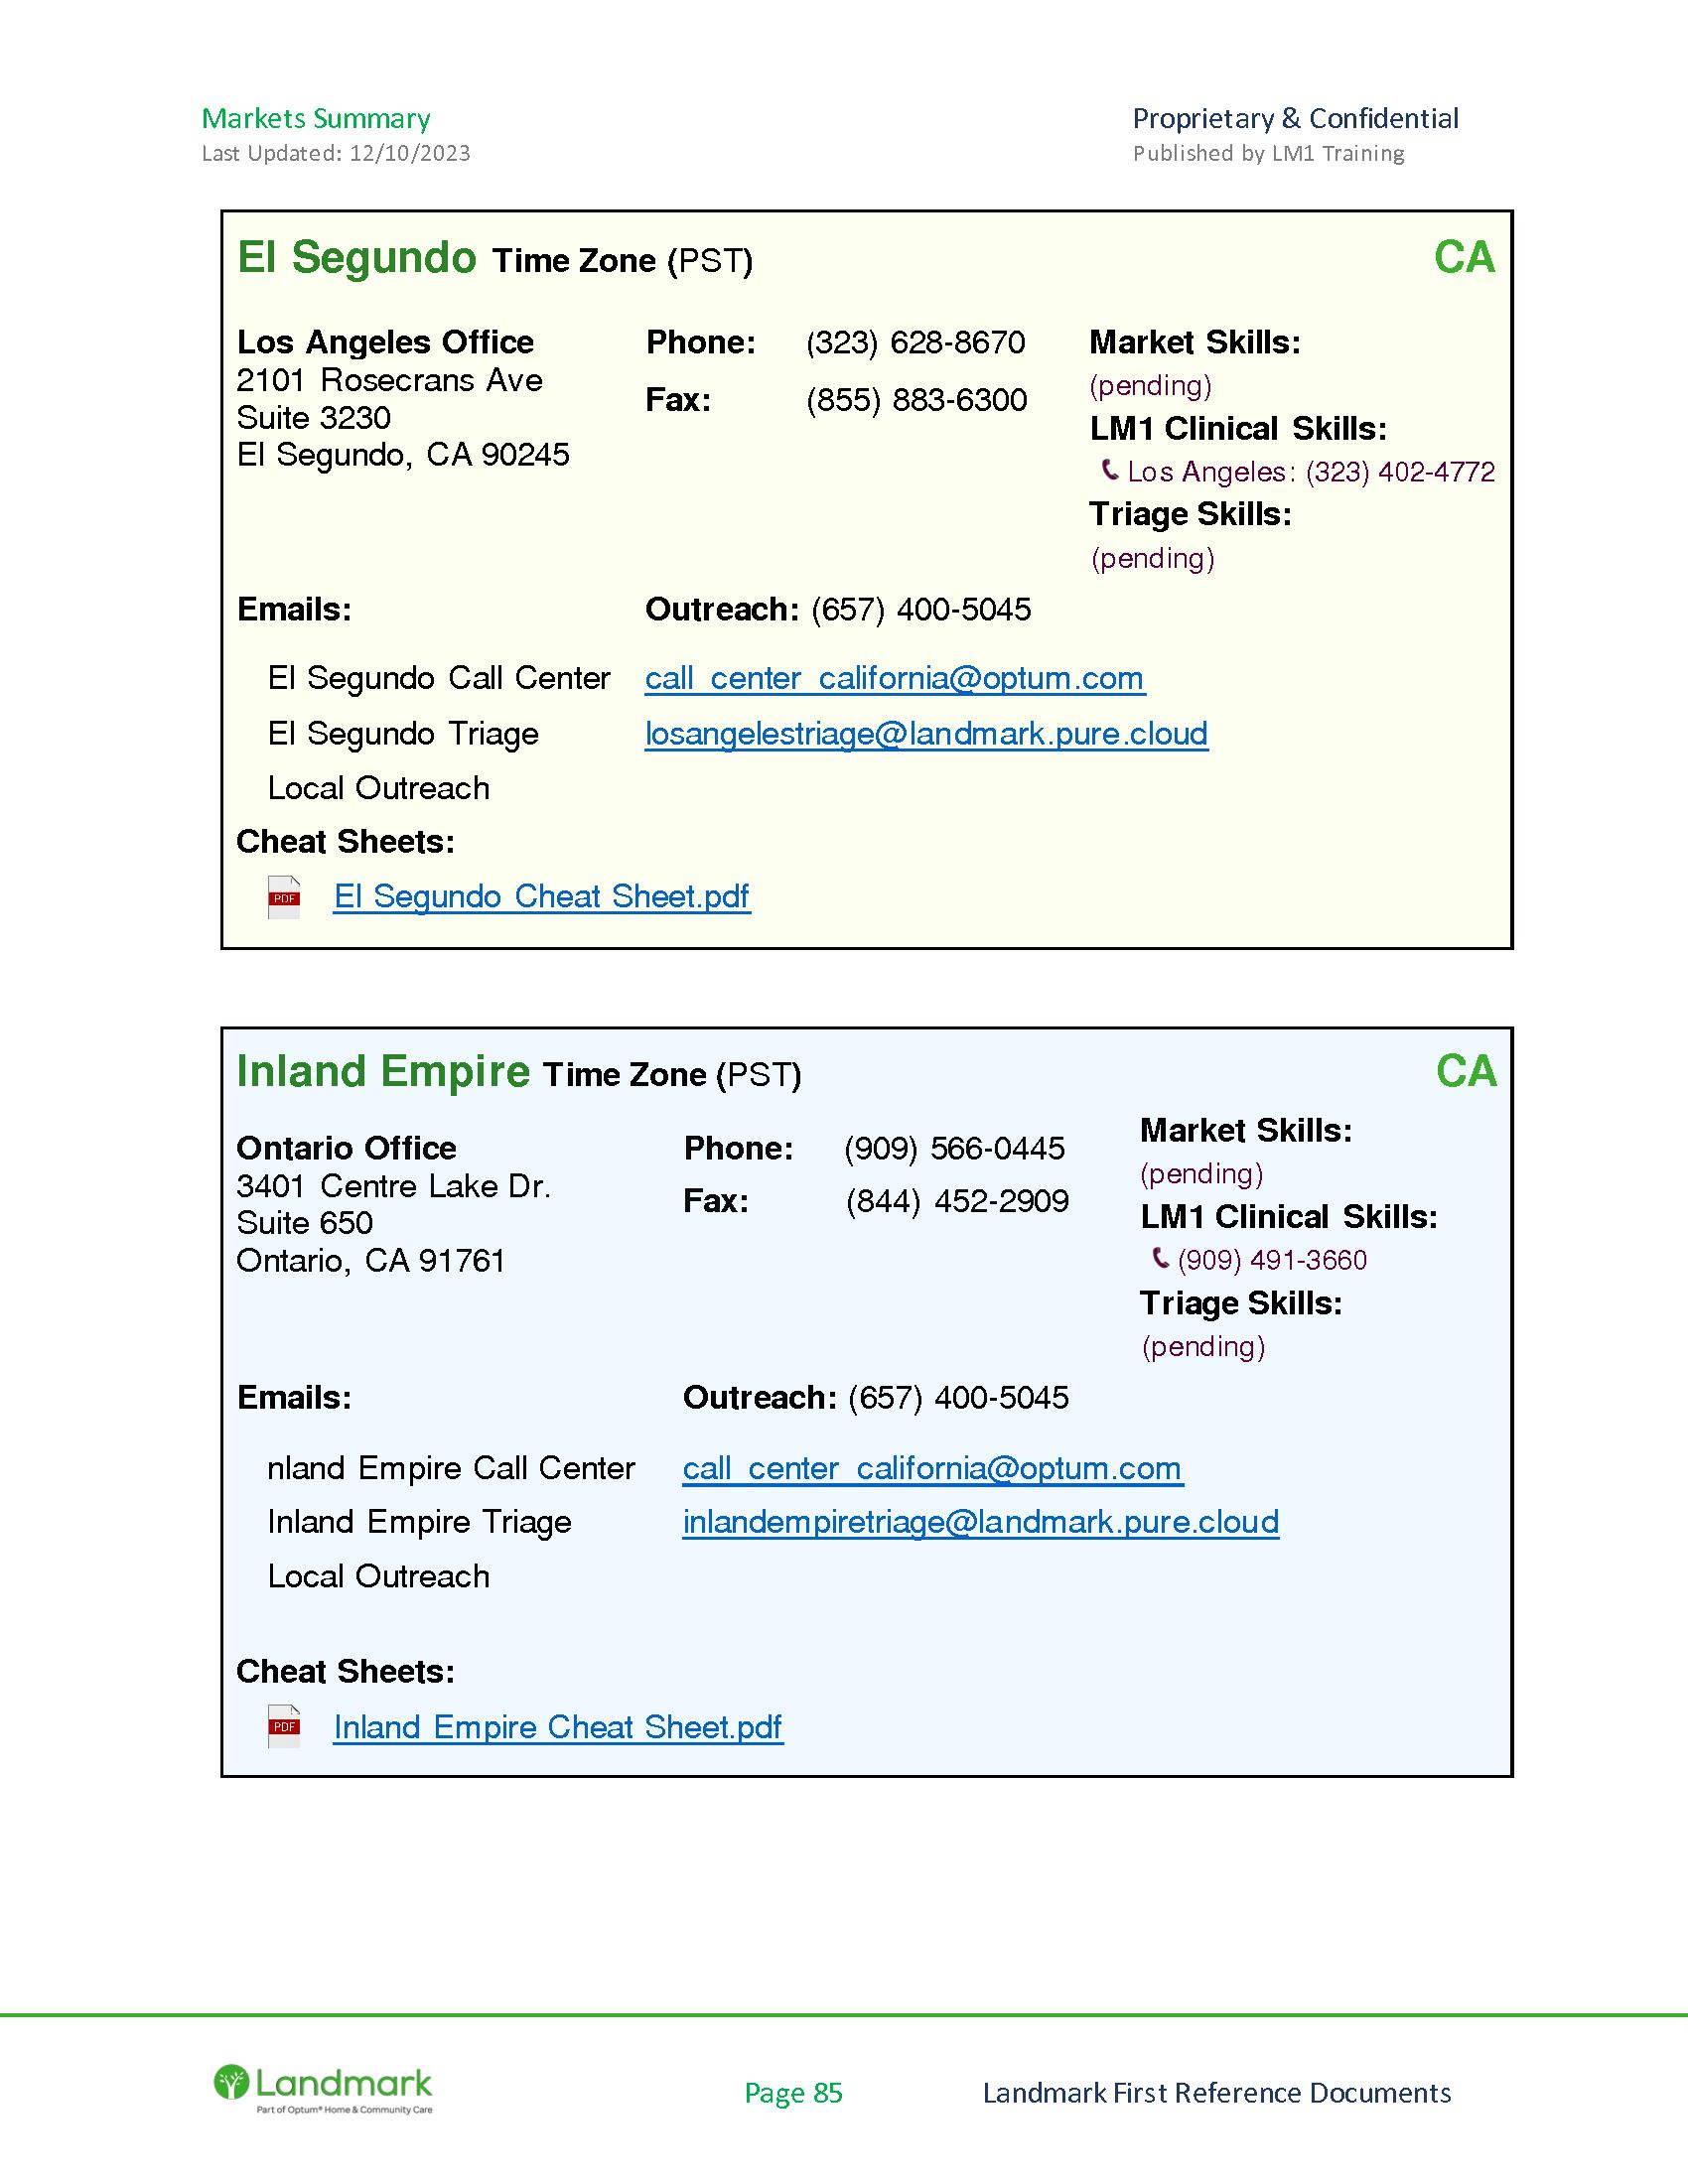 Markets Summary
Last Updated: 12/10/2023
Proprietary & Confidential
Published by LM1 Training
El Segundo Time Zone (PST)
CA
Los Angeles Office
2101 Rosecrans Ave
Suite 3230
El Segundo, CA 90245
Phone: (323) 628-8670
Fax: (855) 883-6300
Market Skills:
(pending)
LM1 Clinical Skills:
Los Angeles: (323) 402-4772
Triage Skills:
(pending)
Emails:
Outreach: (657) 400-5045
El Segundo Call Center call_center_california@optum.com
El Segundo Triage losangelestriage@landmark.pure.cloud
Local Outreach
Cheat Sheets:
PDF El Segundo Cheat Sheet.pdf
Inland Empire Time Zone (PST)
CA
Ontario Office
3401 Centre Lake Dr.
Suite 650
Ontario, CA 91761
Phone: (909) 566-0445
Fax: (844) 452-2909
Market Skills:
(pending)
LM1 Clinical Skills:
(909) 491-3660
Triage Skills:
(pending)
Emails:
Outreach: (657) 400-5045
nland Empire Call Center call_center_california@optum.com
Inland Empire Triage inlandempiretriage@landmark.pure.cloud
Local Outreach
Cheat Sheets:
PDF Inland Empire Cheat Sheet.pdf
Landmark
Part of Optum® Home & Community Care
Page 85
Landmark First Reference Documents